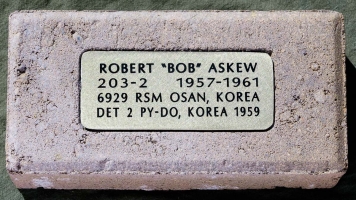 ROBERT "BOB" ASKEW
203-2 1957-1961
6929 RSM OSAN, KOREA
DET 2 PY-DO, KOREA 1959